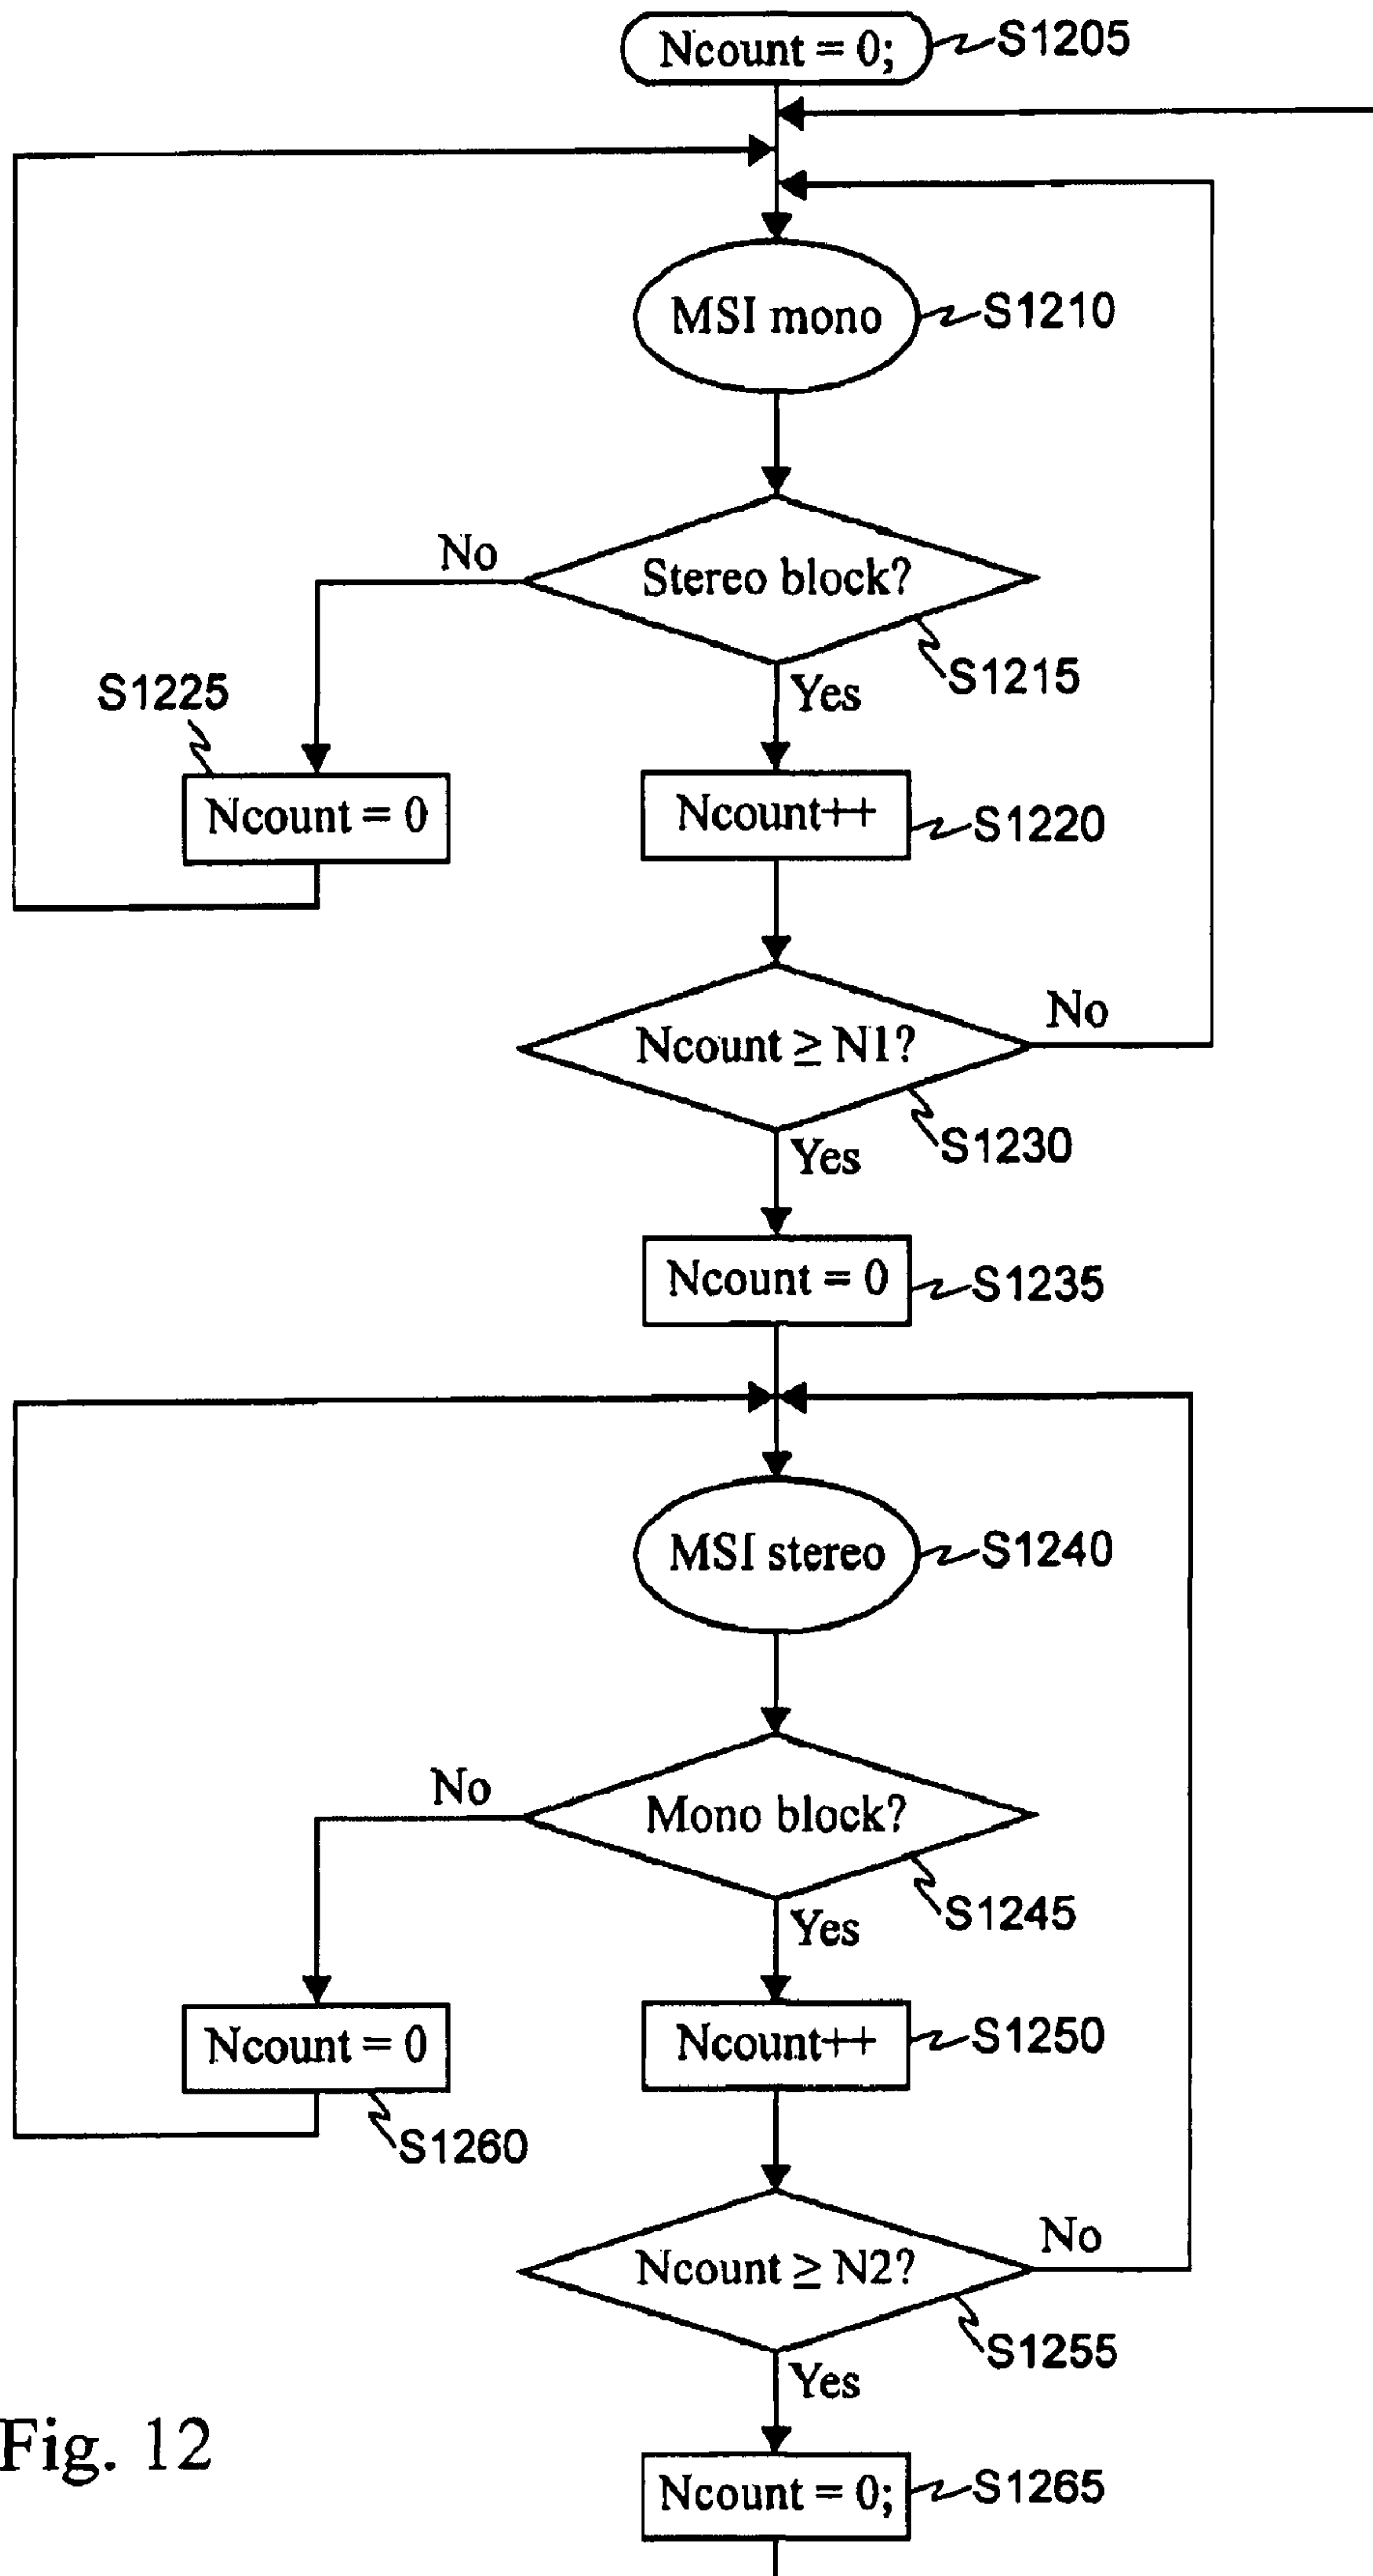 Ncount = 0;
S1205
MSI mono
S1210
Stereo block?
No
S1215
Yes
S1225
Ncount = 0
Ncount++
S1220
Ncount ≥ N1?
No
S1230
Yes
Ncount = 0
S1235
MSI stereo
S1240
Mono block?
No
S1245
Yes
Ncount = 0
S1260
Ncount++
S1250
Ncount ≥ N2?
No
S1255
Yes
Ncount = 0;
S1265
Fig. 12